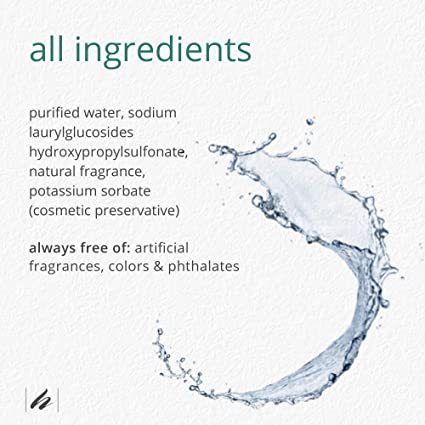 all ingredients
purified water, sodium
laurylglucosides
hydroxypropylsulfonate,
natural fragrance,
potassium sorbate
(cosmetic preservative)
always free of: artificial
fragrances, colors & phthalates